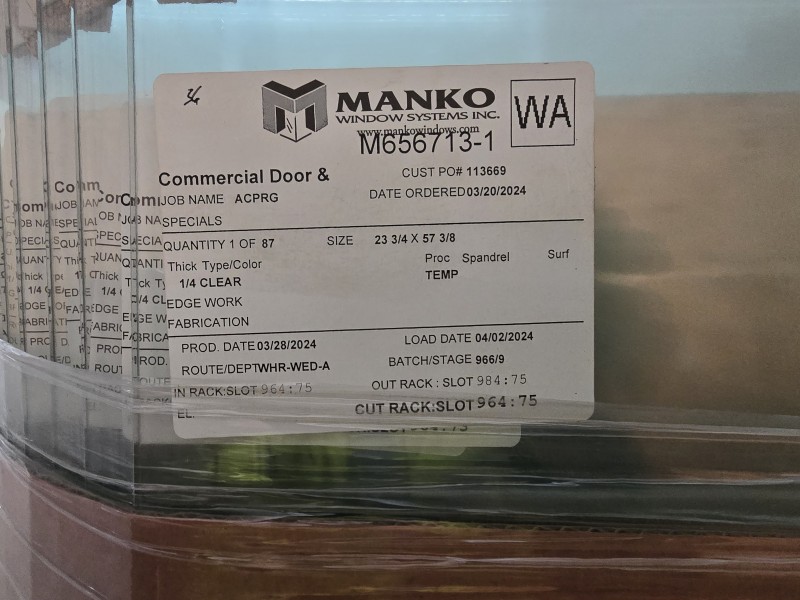 MANKO
WINDOW SYSTEMS INC.
www.mankowindows.com
WA
M656713-1
Commercial Door &
CUST PO# 113669
JOB NAME ACPRG
DATE ORDERED 03/20/2024
SPECIALS
QUANTITY 1 OF 87 SIZE 23 3/4 X 57 3/8
Thick Type/Color Proc Spandrel Surf
1/4 CLEAR TEMP
EDGE WORK
FABRICATION
PROD. DATE 03/28/2024 LOAD DATE 04/02/2024
ROUTE/DEPT WHR-WED-A BATCH/STAGE 966/9
IN RACK:SLOT 964:75 OUT RACK : SLOT 984:75
EL: CUT RACK:SLOT 964:75